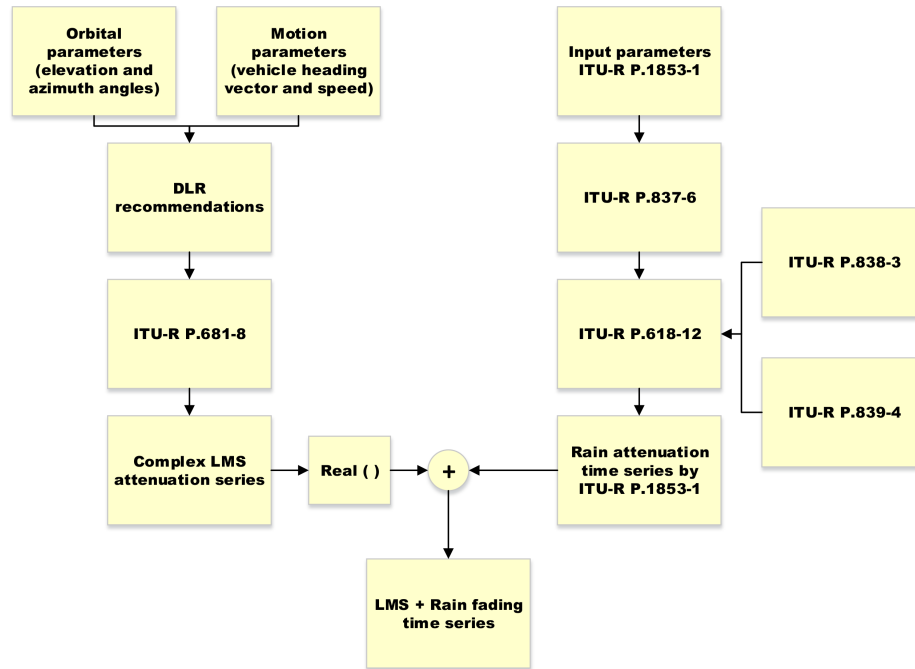 Orbital
parameters
(elevation and
azimuth angles)
Motion
parameters
(vehicle heading
vector and speed)
Input parameters
ITU-R P.1853-1
DLR
recommendations
ITU-R P.837-6
ITU-R P.838-3
ITU-R P.681-8
ITU-R P.618-12
ITU-R P.839-4
Complex LMS
attenuation series
Real ( )
+
Rain attenuation
time series by
ITU-R P.1853-1
LMS + Rain fading
time series